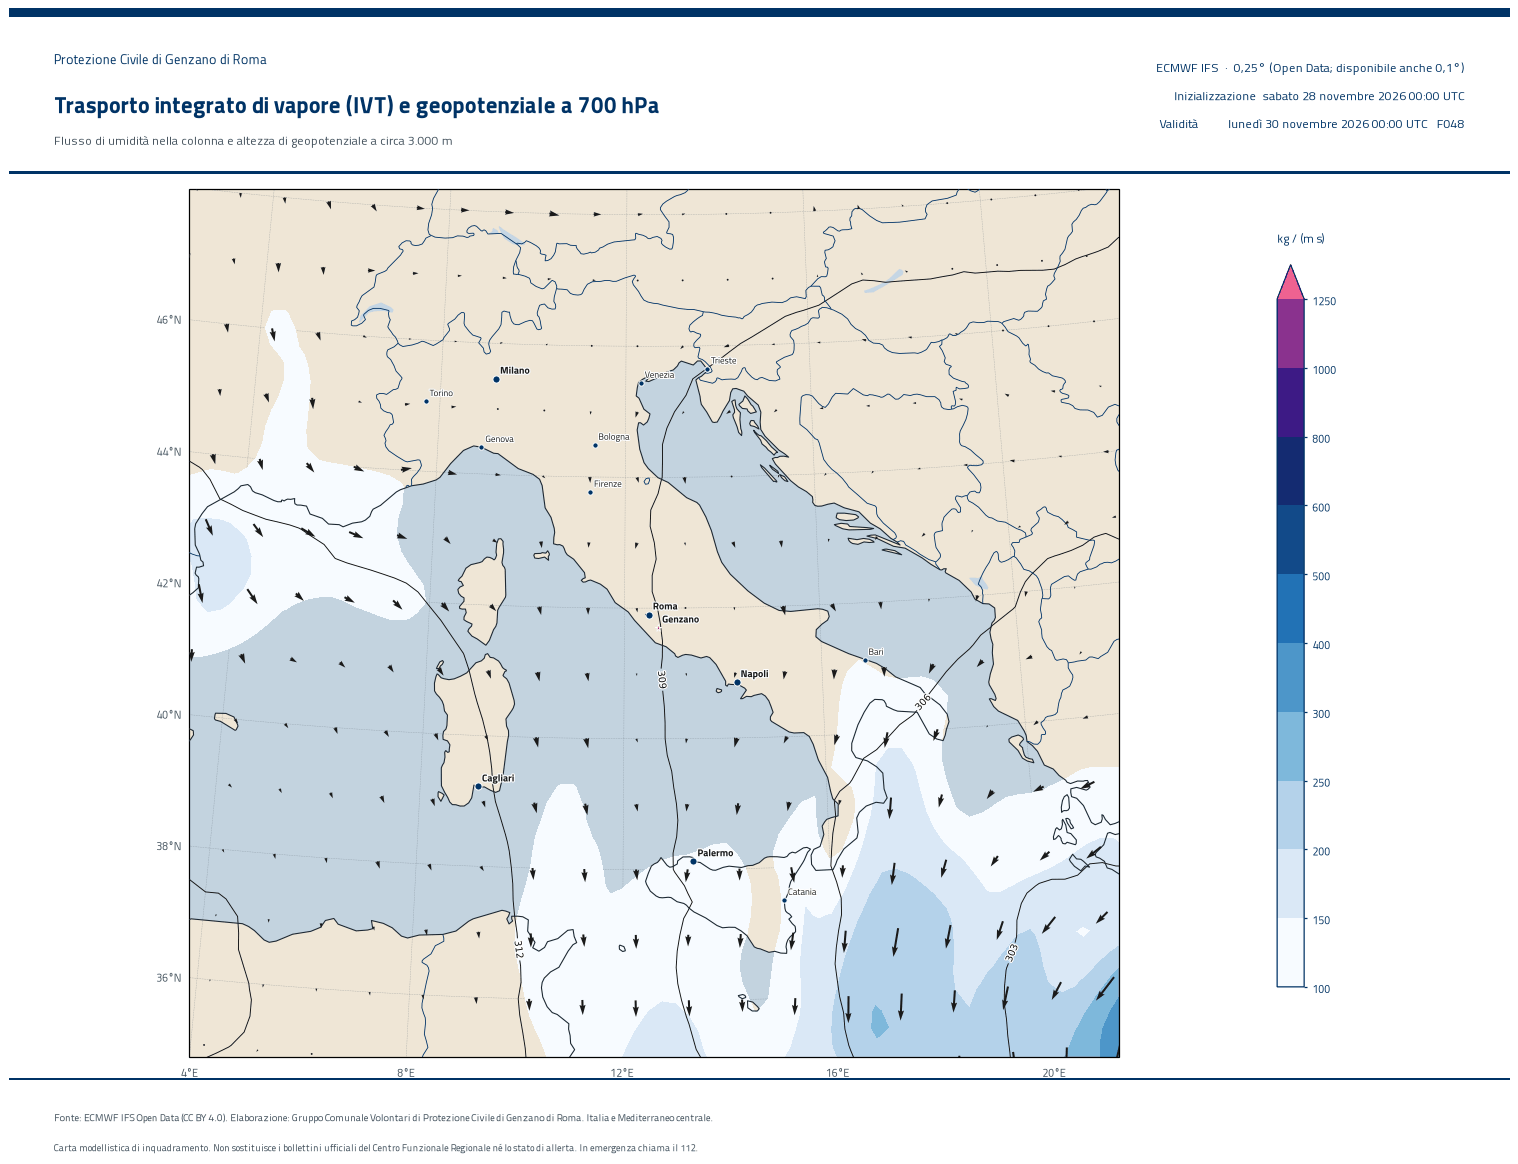 Protezione Civile di Genzano di Roma
Trasporto integrato di vapore (IVT) e geopotenziale a 700 hPa
Flusso di umidità nella colonna e altezza di geopotenziale a circa 3.000 m
ECMWF IFS · 0,25° (Open Data; disponibile anche 0,1°)
Inizializzazione sabato 28 novembre 2026 00:00 UTC
Validità lunedì 30 novembre 2026 00:00 UTC F048
kg / (m s)
1250
1000
800
600
500
400
300
250
200
150
100
46°N
44°N
42°N
40°N
38°N
36°N
4°E
8°E
12°E
16°E
20°E
Trieste
Venezia
Milano
Torino
Genova
Bologna
Firenze
Roma
Genzano
Bari
Napoli
Cagliari
Palermo
Catania
309
306
312
303
Fonte: ECMWF IFS Open Data (CC BY 4.0). Elaborazione: Gruppo Comunale Volontari di Protezione Civile di Genzano di Roma. Italia e Mediterraneo centrale.
Carta modellistica di inquadramento. Non sostituisce i bollettini ufficiali del Centro Funzionale Regionale né lo stato di allerta. In emergenza chiama il 112.